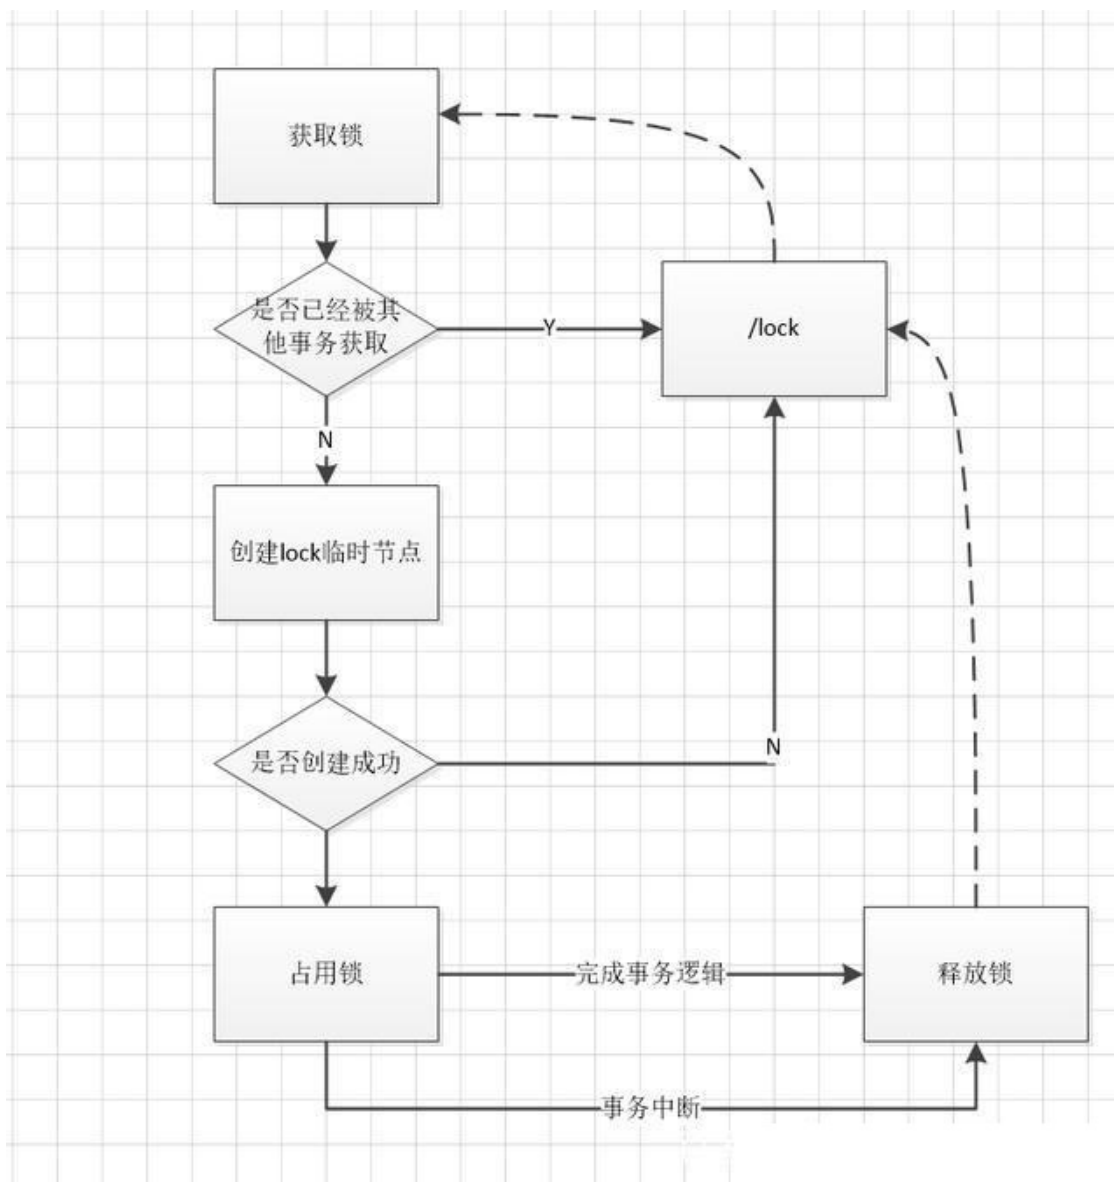 获取锁
是否已经被其
他事务获取
Y
/lock
N
创建lock临时节点
是否创建成功
N
占用锁
完成事务逻辑
释放锁
事务中断